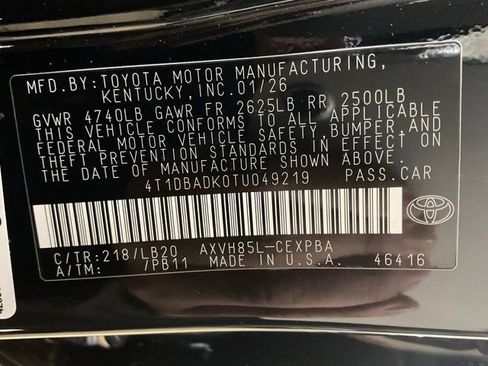 MFD.BY:TOYOTA MOTOR MANUFACTURING,
KENTUCKY,INC.01/26
GVWR 4740LB GAWR FR 2625LB RR 2500LB
THIS VEHICLE CONFORMS TO ALL APPLICABLE
FEDERAL MOTOR VEHICLE SAFETY,BUMPER,AND
THEFT PREVENTION STANDARDS IN EFFECT ON
THE DATE OF MANUFACTURE SHOWN ABOVE.
4T1DBADK0TU049219 PASS.CAR
C/TR:218/LB20 AXVH85L-CEXPBA
A/TM: /PB11 MADE IN U.S.A. 46416